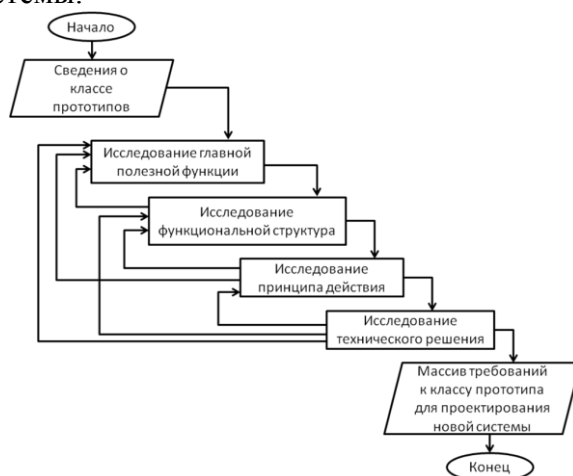 Начало
Сведения о
классе
прототипов
Исследование главной
полезной функции
Исследование
функциональной структура
Исследование
принципа действия
Исследование
технического решения
Массив требований
к классу прототипа
для проектирования
новой системы
Конец